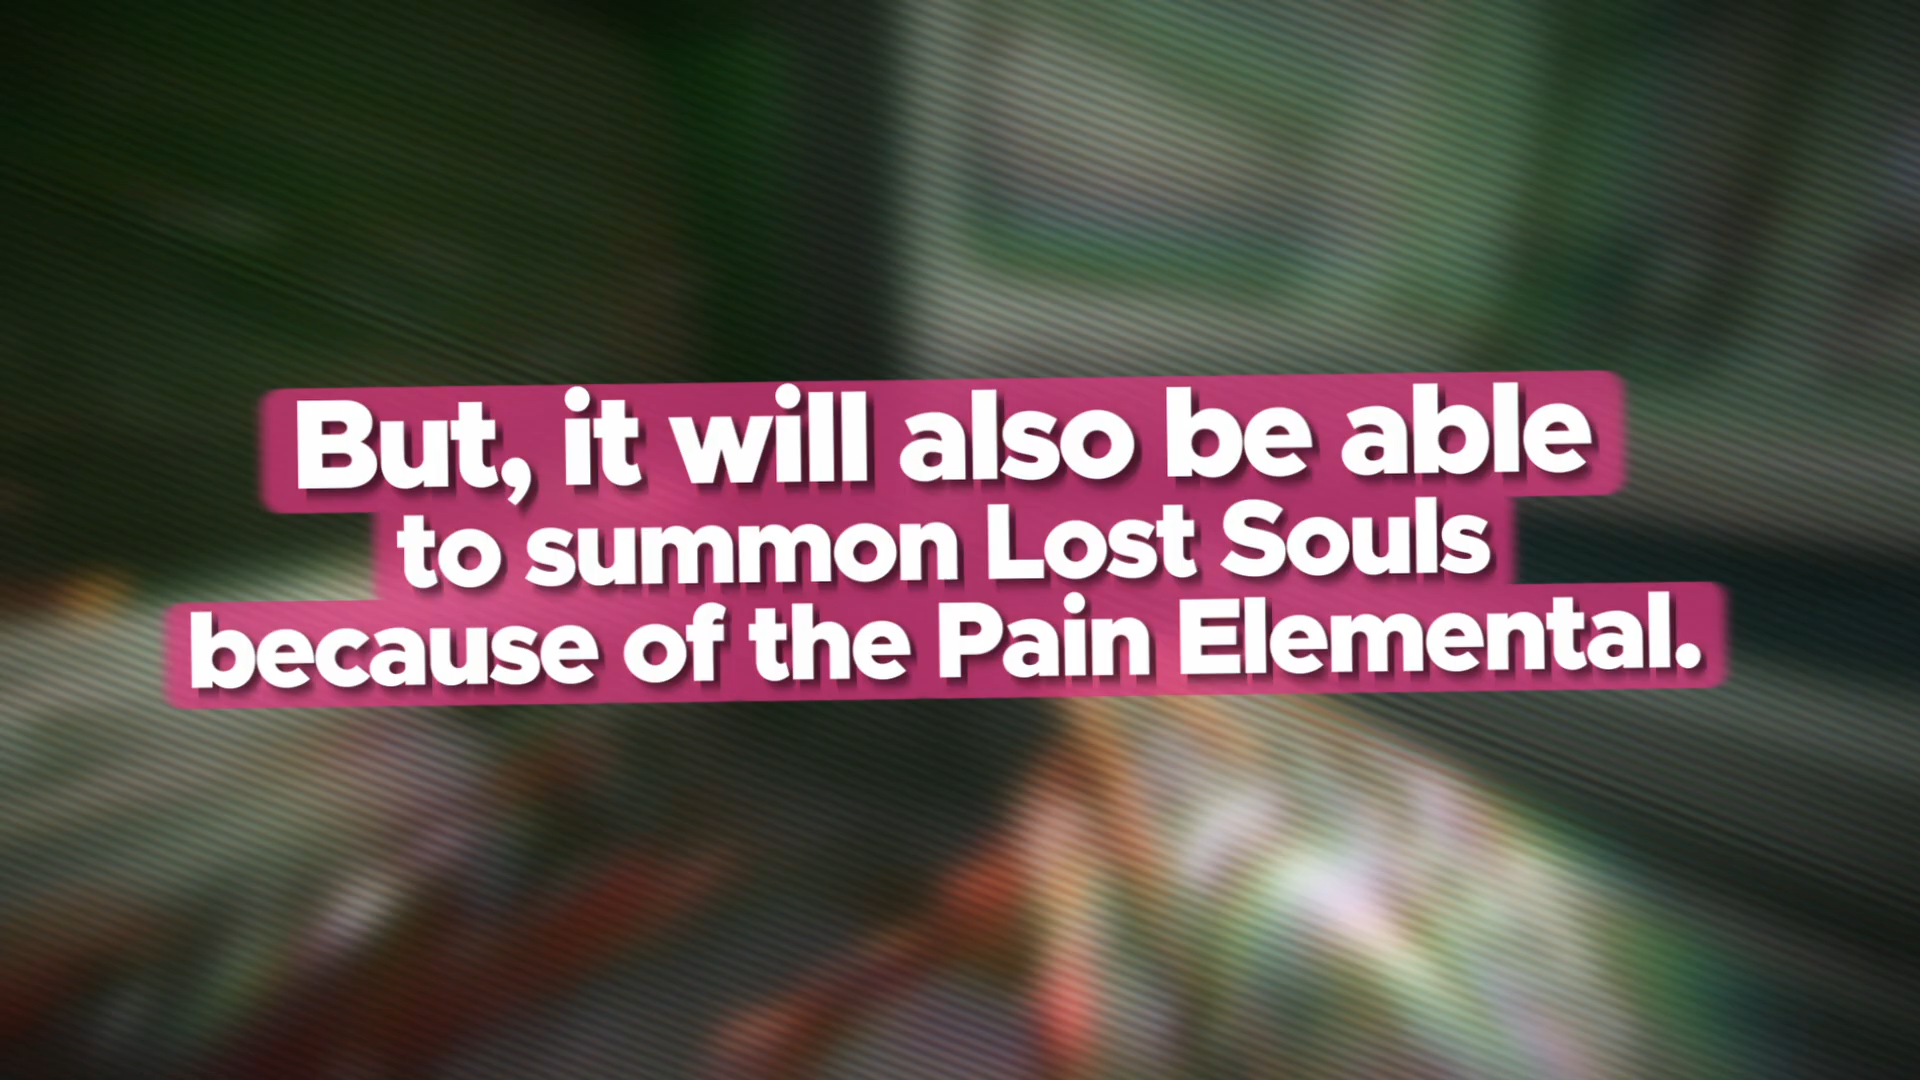 But, it will also be able
to summon Lost Souls
because of the Pain Elemental.